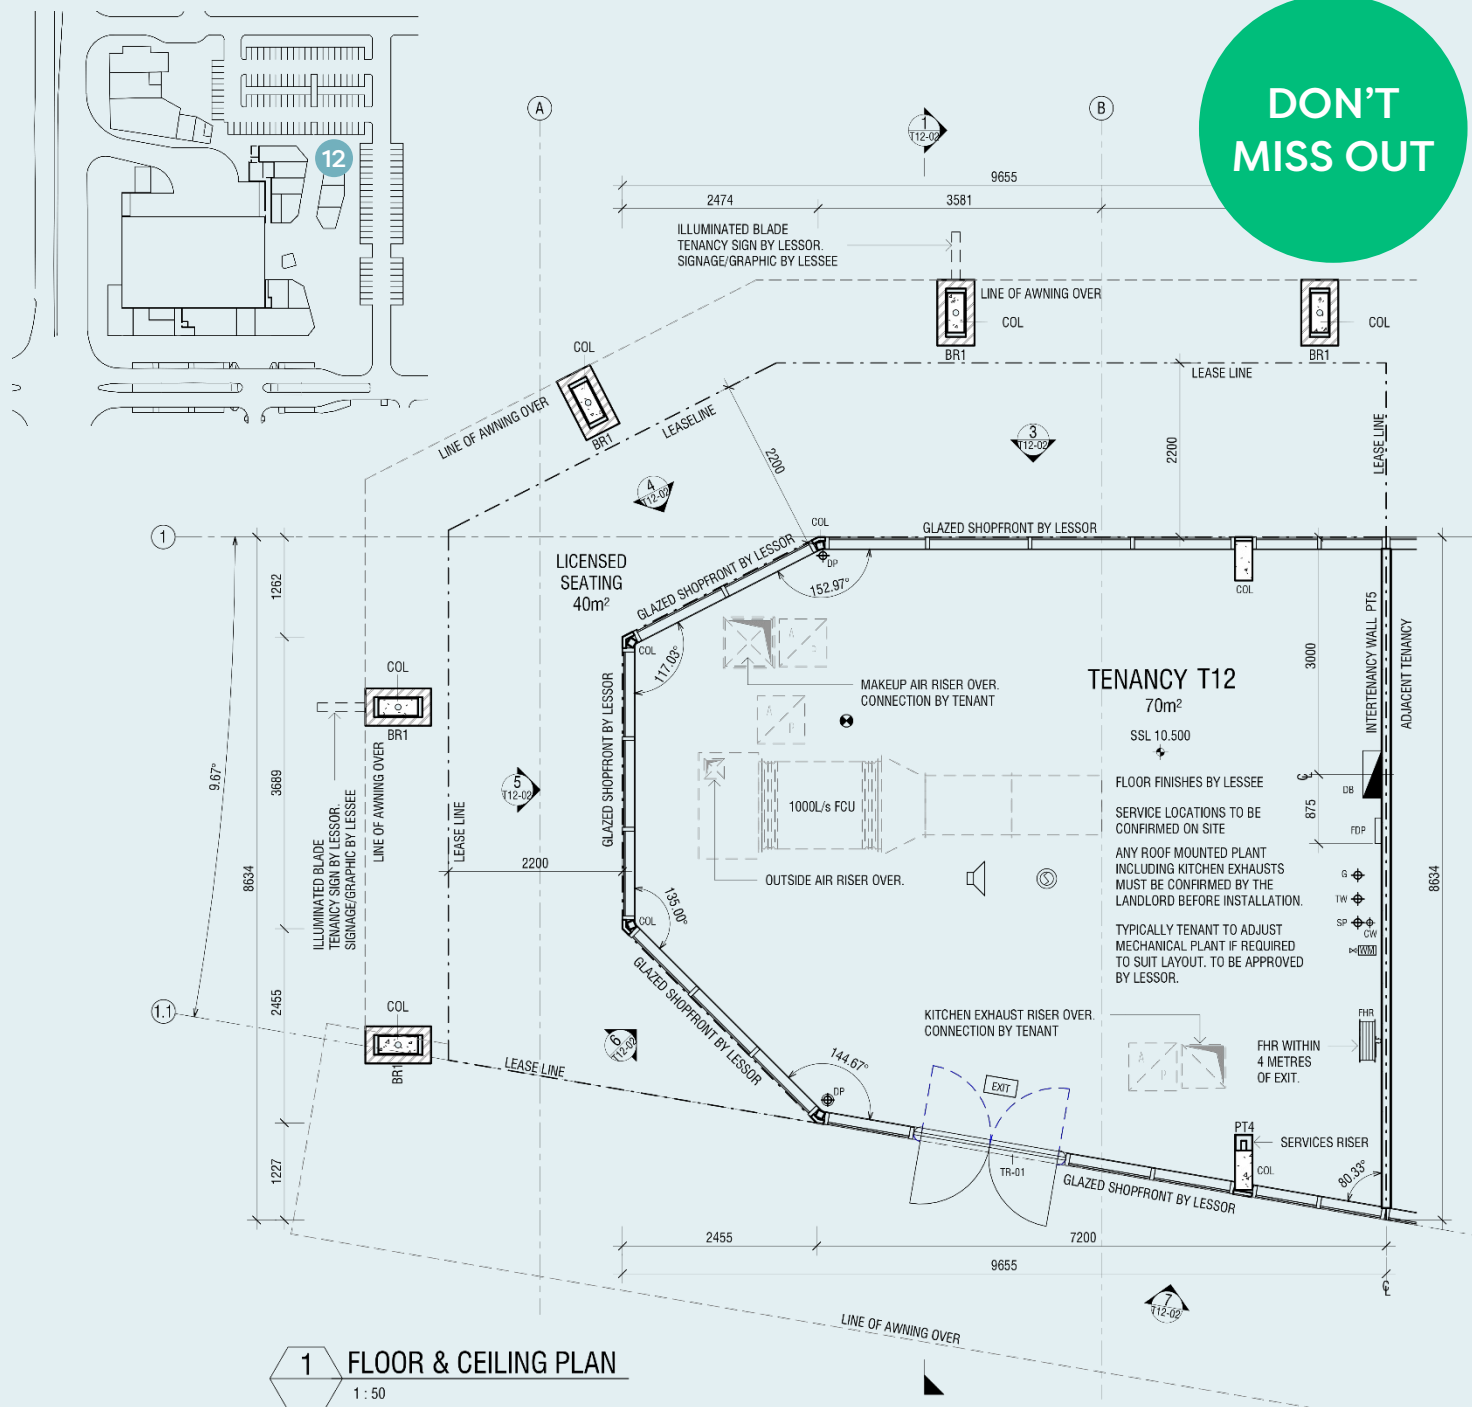 DON'T
MISS OUT
12
A
B
1
T12-02
9655
2474
3581
ILLUMINATED BLADE
TENANCY SIGN BY LESSOR.
SIGNAGE/GRAPHIC BY LESSEE
LINE OF AWNING OVER
COL
COL
BR1
BR1
COL
LEASE LINE
LINE OF AWNING OVER
BR1
LEASELINE
LEASE LINE
2200
2200
3
T12-02
4
T12-02
1
COL
GLAZED SHOPFRONT BY LESSOR
GLAZED SHOPFRONT BY LESSOR
DP
LICENSED
SEATING
40m²
152.97°
COL
1262
COL
117.03°
3000
INTERTENANCY WALL PT5
ADJACENT TENANCY
TENANCY T12
70m²
MAKEUP AIR RISER OVER.
CONNECTION BY TENANT
A
A
COL
BR1
SSL 10.500
9.67°
3689
ILLUMINATED BLADE
TENANCY SIGN BY LESSOR.
SIGNAGE/GRAPHIC BY LESSEE
LINE OF AWNING OVER
LEASE LINE
5
T12-02
GLAZED SHOPFRONT BY LESSOR
1000L/s FCU
FLOOR FINISHES BY LESSEE
SERVICE LOCATIONS TO BE
CONFIRMED ON SITE
ANY ROOF MOUNTED PLANT
INCLUDING KITCHEN EXHAUSTS
MUST BE CONFIRMED BY THE
LANDLORD BEFORE INSTALLATION.
TYPICALLY TENANT TO ADJUST
MECHANICAL PLANT IF REQUIRED
TO SUIT LAYOUT. TO BE APPROVED
BY LESSOR.
DB
875
FDP
G
TW
SP
CW
WM
8634
8634
2200
OUTSIDE AIR RISER OVER.
S
135.00°
COL
2455
GLAZED SHOPFRONT BY LESSOR
1.1
COL
BR1
6
T12-02
LEASE LINE
KITCHEN EXHAUST RISER OVER.
CONNECTION BY TENANT
FHR
FHR WITHIN
4 METRES
OF EXIT.
A
144.67°
DP
EXIT
PT4
SERVICES RISER
COL
TR-01
80.33°
GLAZED SHOPFRONT BY LESSOR
1227
2455
7200
9655
7
T12-02
LINE OF AWNING OVER
1
FLOOR & CEILING PLAN
1 : 50